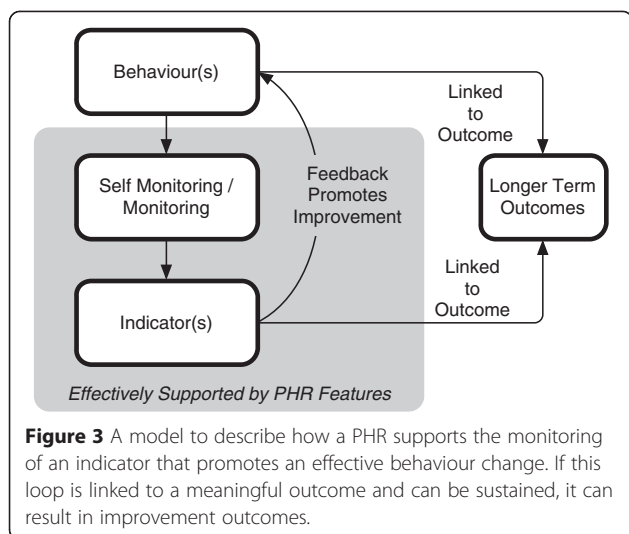 Behaviour(s)
Linked
to
Outcome
Self Monitoring /
Monitoring
Feedback
Promotes
Improvement
Longer Term
Outcomes
Linked
to
Outcome
Indicator(s)
Effectively Supported by PHR Features
Figure 3 A model to describe how a PHR supports the monitoring
of an indicator that promotes an effective behaviour change. If this
loop is linked to a meaningful outcome and can be sustained, it can
result in improvement outcomes.